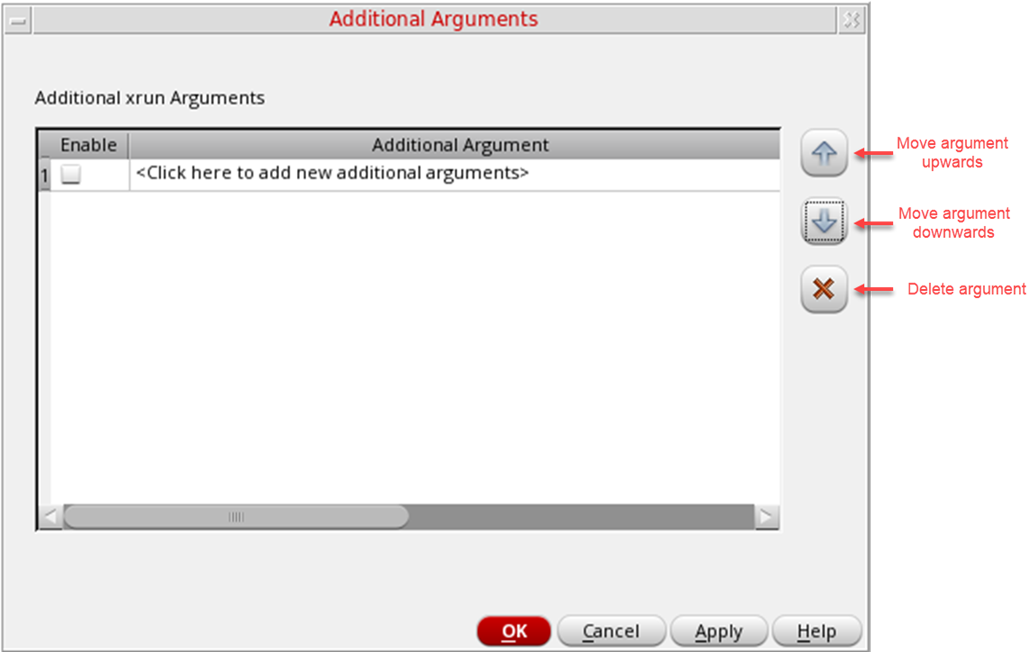 Additional Arguments
Additional xrun Arguments
Enable
Additional Argument
1
<Click here to add new additional arguments>
Move argument
upwards
Move argument
downwards
Delete argument
OK
Cancel
Apply
Help